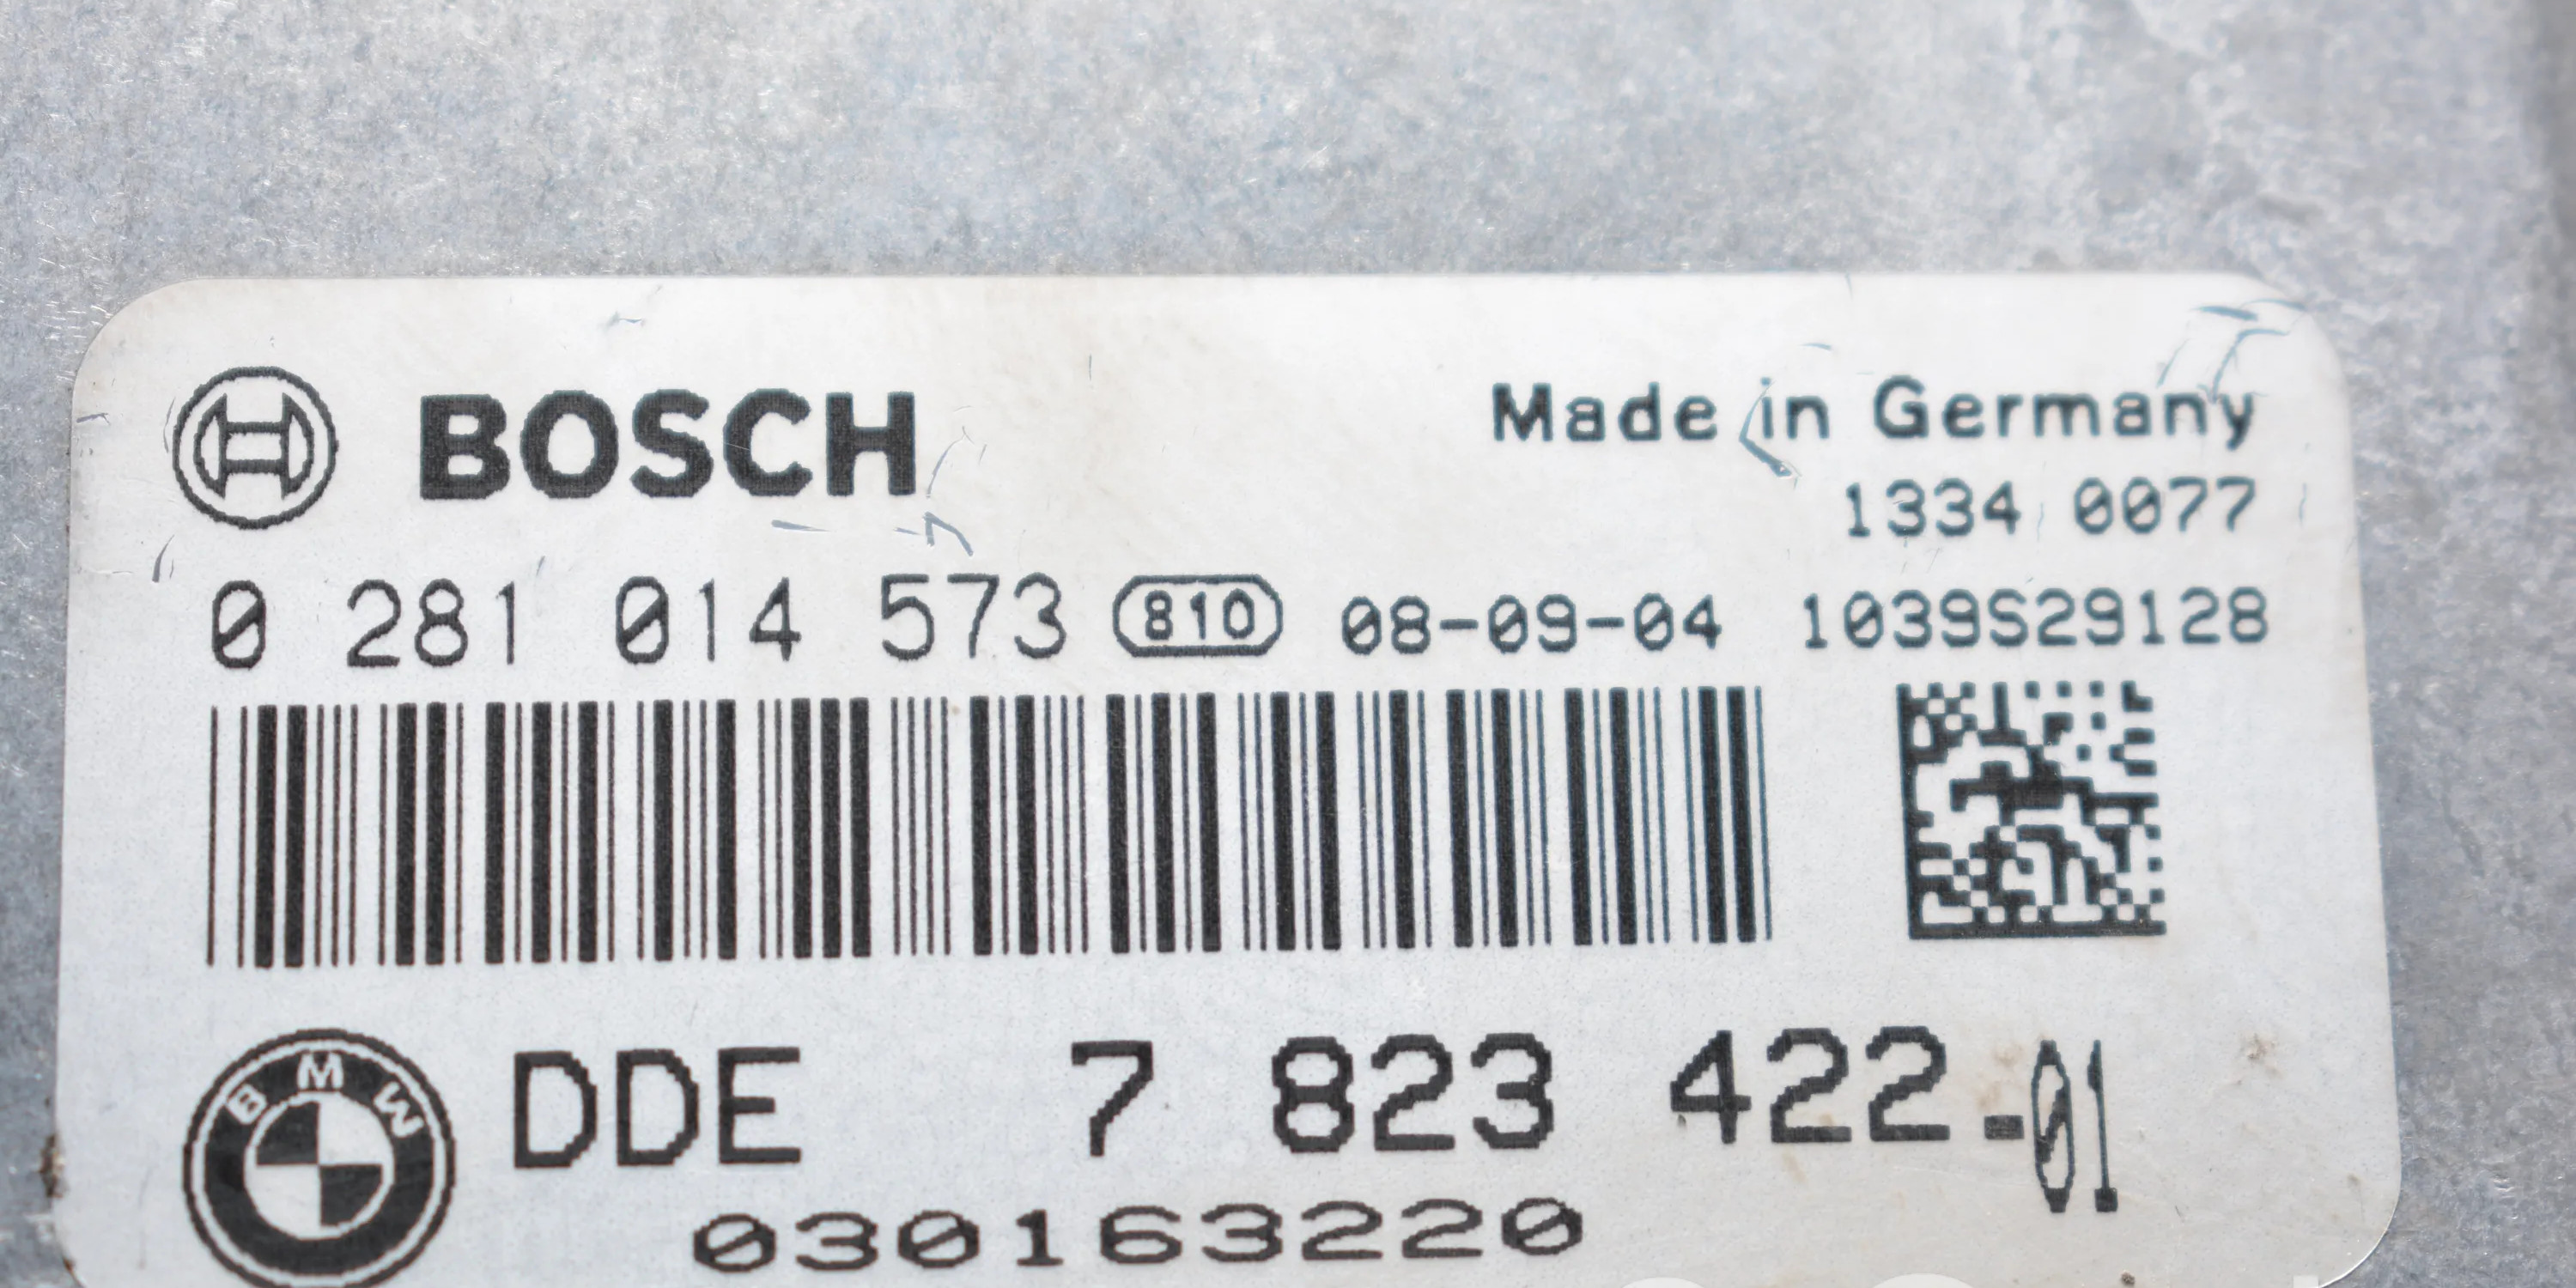 BOSCH Made in Germany
1334 0077
0 281 014 573 810 08-09-04 1039S29128
BMW DDE 7 823 422-01
030163220